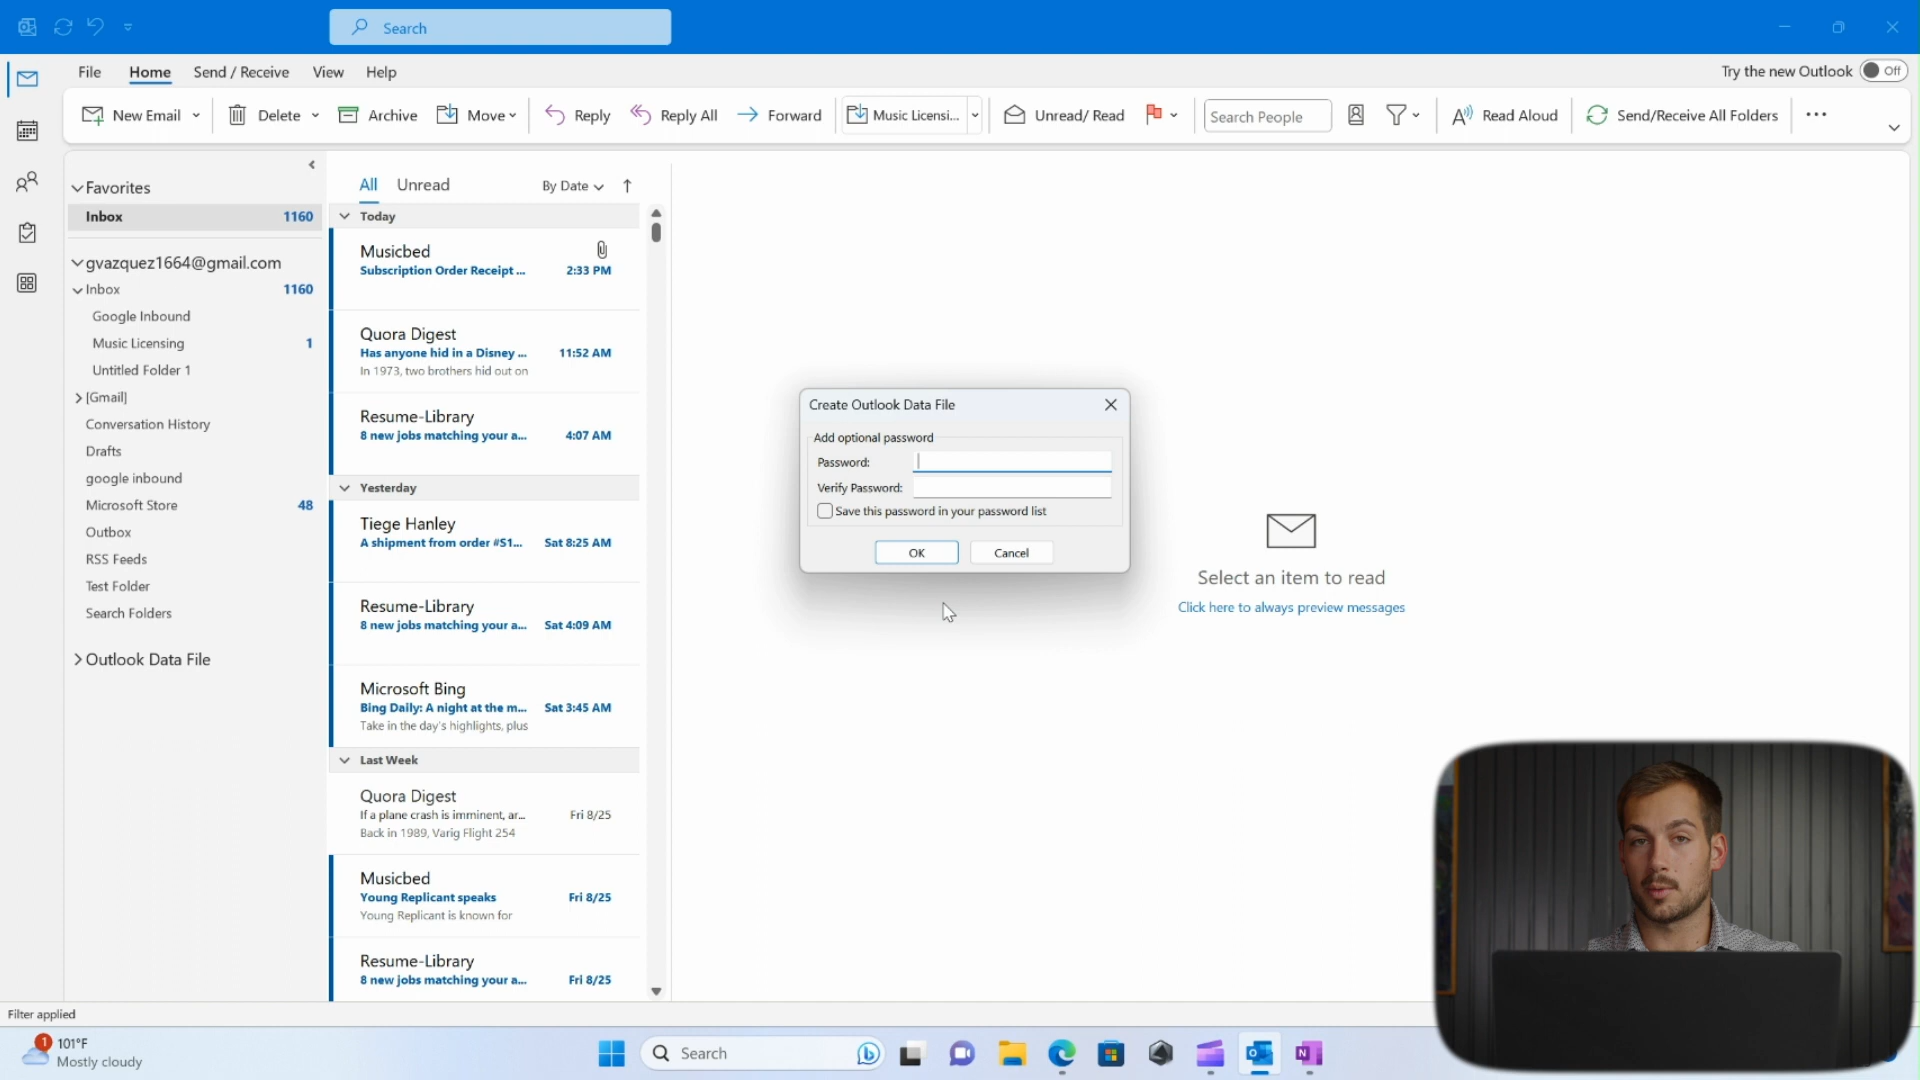 Search
File Home Send / Receive View Help
Try the new Outlook Off
New Email Delete Archive Move Reply Reply All Forward Music Licensi... Unread/ Read Search People Read Aloud Send/Receive All Folders ...
Favorites
Inbox 1160
gvazquez1664@gmail.com
Inbox 1160
Google Inbound
Music Licensing 1
Untitled Folder 1
[Gmail]
Conversation History
Drafts
google inbound
Microsoft Store 48
Outbox
RSS Feeds
Test Folder
Search Folders
Outlook Data File
All Unread By Date
Today
Musicbed
Subscription Order Receipt ... 2:33 PM
Quora Digest
Has anyone hid in a Disney ... 11:52 AM
In 1973, two brothers hid out on
Resume-Library
8 new jobs matching your a... 4:07 AM
Yesterday
Tiege Hanley
A shipment from order #S1... Sat 8:25 AM
Resume-Library
8 new jobs matching your a... Sat 4:09 AM
Microsoft Bing
Bing Daily: A night at the m... Sat 3:45 AM
Take in the day's highlights, plus
Last Week
Quora Digest
If a plane crash is imminent, ar... Fri 8/25
Back in 1989, Varig Flight 254
Musicbed
Young Replicant speaks Fri 8/25
Young Replicant is known for
Resume-Library
8 new jobs matching your a... Fri 8/25
Create Outlook Data File
Add optional password
Password:
Verify Password:
Save this password in your password list
OK Cancel
Select an item to read
Click here to always preview messages
Filter applied
1
101°F
Mostly cloudy
Search